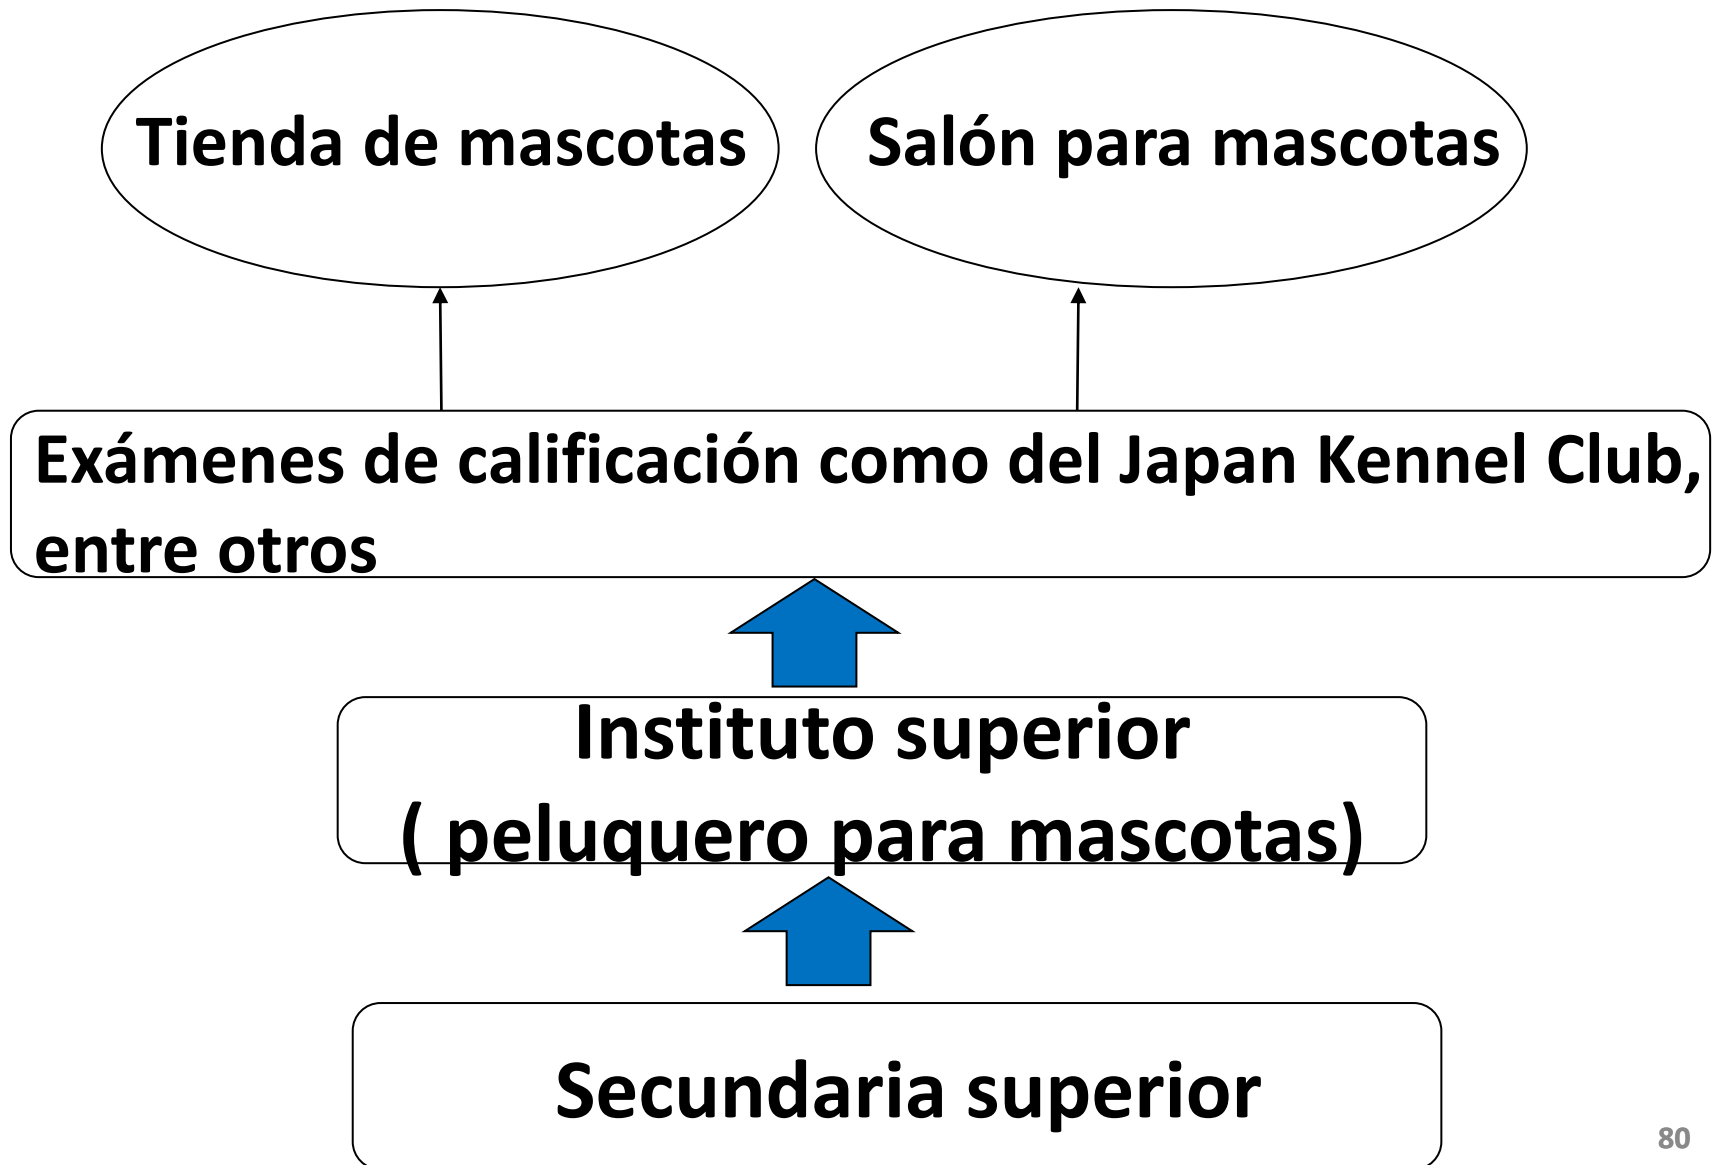 Tienda de mascotas
Salón para mascotas
Exámenes de calificación como del Japan Kennel Club,
entre otros
Instituto superior
( peluquero para mascotas)
Secundaria superior
80